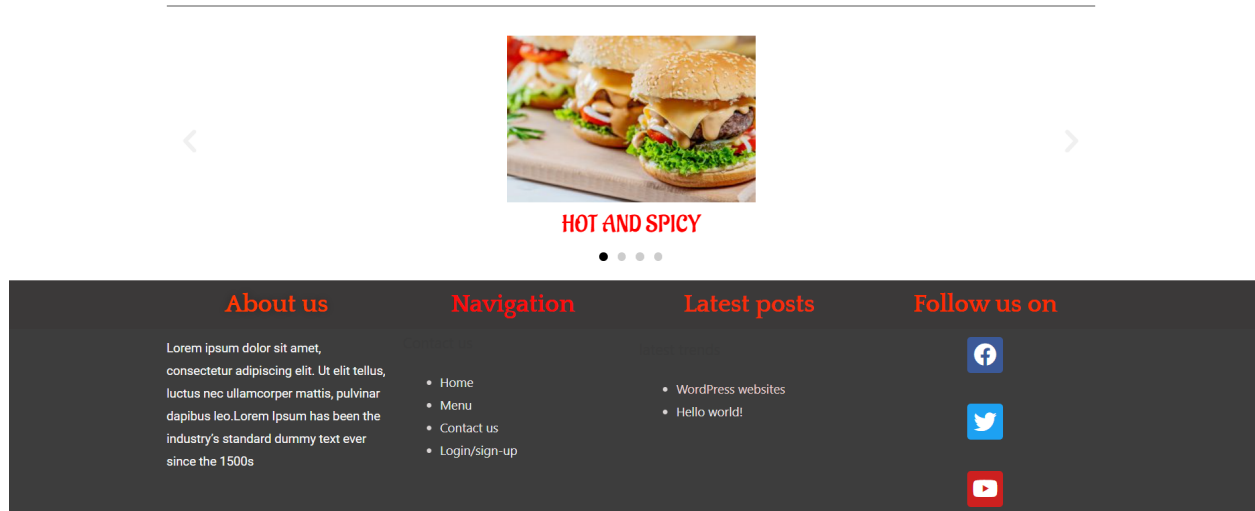 HOT AND SPICY
About us
Navigation
Latest posts
Follow us on
Lorem ipsum dolor sit amet,
consectetur adipiscing elit. Ut elit tellus,
luctus nec ullamcorper mattis, pulvinar
dapibus leo.Lorem Ipsum has been the
industry's standard dummy text ever
since the 1500s
Home
Menu
Contact us
Login/sign-up
WordPress websites
Hello world!